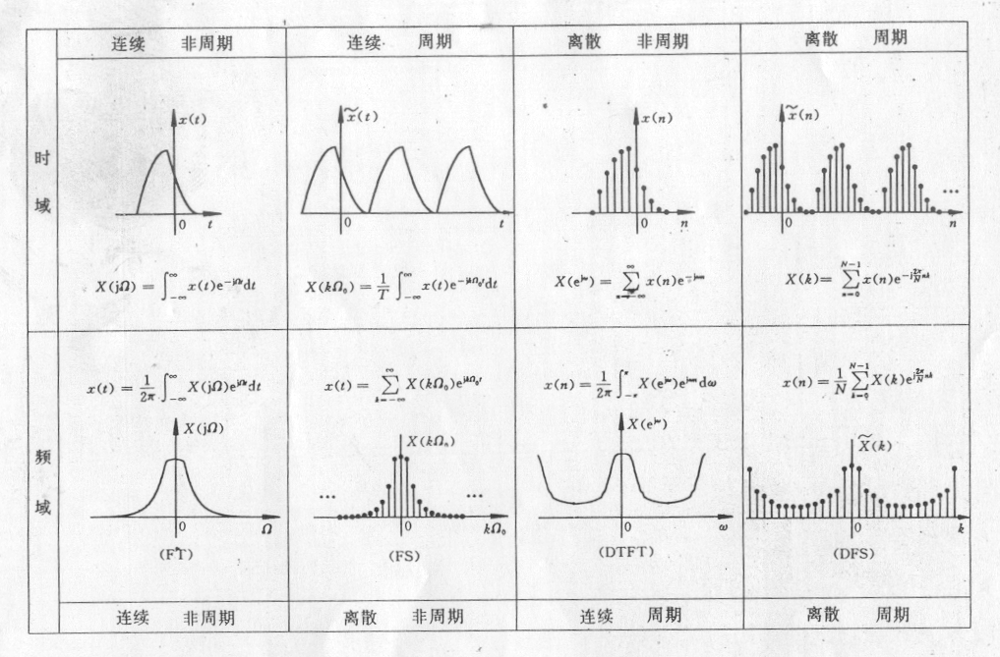 连续 非周期 连续 周期 离散 非周期 离散 周期
时域
x(t) x̃(t) x(n) x̃(n)
0 t 0 t 0 n 0 n
X(jΩ) = ∫_{-∞}^{∞} x(t)e^{-jΩt}dt
X(kΩ₀) = 1/T ∫_{-∞}^{∞} x(t)e^{-jkΩ₀t}dt
X(e^{jω}) = ∑_{n=-∞}^{∞} x(n)e^{-jωn}
X(k) = ∑_{n=0}^{N-1} x(n)e^{-j(2π/N)nk}
x(t) = 1/2π ∫_{-∞}^{∞} X(jΩ)e^{jΩt}dt
x(t) = ∑_{k=-∞}^{∞} X(kΩ₀)e^{jkΩ₀t}
x(n) = 1/2π ∫_{-π}^{π} X(e^{jω})e^{jωn}dω
x(n) = 1/N ∑_{k=0}^{N-1} X(k)e^{j(2π/N)nk}
频域
X(jΩ) X(kΩ₀) X(e^{jω}) X̃(k)
0 Ω 0 kΩ₀ 0 ω 0 k
(FT) (FS) (DTFT) (DFS)
连续 非周期 离散 非周期 连续 周期 离散 周期